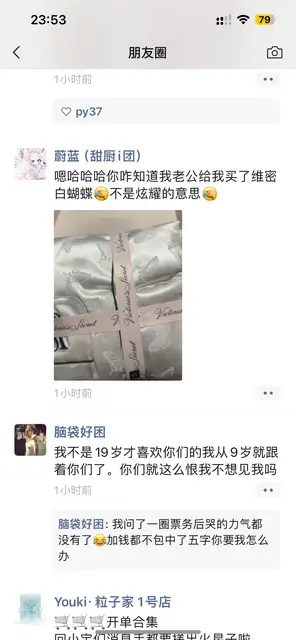 23:53
79
朋友圈
1小时前
py37
蔚蓝（甜厨i团）
嗯哈哈哈你咋知道我老公给我买了维密
白蝴蝶不是炫耀的意思
Victoria's Secret
Victoria's Secret
1小时前
脑袋好困
我不是19岁才喜欢你们的我从9岁就跟
着你们了。你们就这么恨我不想见我吗
1小时前
脑袋好困: 我问了一圈票务后哭的力气都
没有了😂加钱都不包中了五字你要我怎么
办
Youki· 粒子家 1号店
🛒🛒🛒开单合集